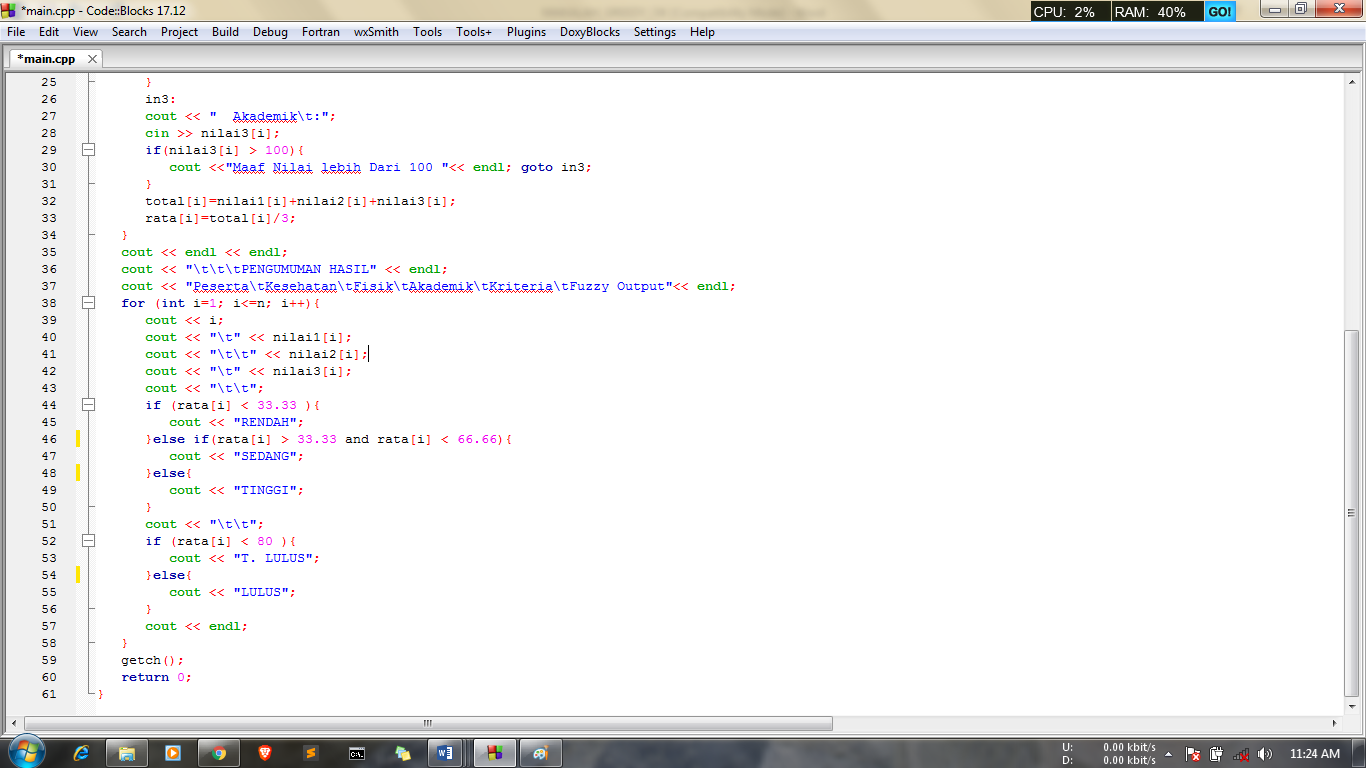 *main.cpp - Code::Blocks 17.12
CPU: 2% RAM: 40% GO!
File Edit View Search Project Build Debug Fortran wxSmith Tools Tools+ Plugins DoxyBlocks Settings Help
*main.cpp
25 }
26 in3:
27 cout << "  Akademik\t:";
28 cin >> nilai3[i];
29 if(nilai3[i] > 100){
30 cout <<"Maaf Nilai lebih Dari 100 "<< endl; goto in3;
31 }
32 total[i]=nilai1[i]+nilai2[i]+nilai3[i];
33 rata[i]=total[i]/3;
34 }
35 cout << endl << endl;
36 cout << "\t\t\tPENGUMUMAN HASIL" << endl;
37 cout << "Peserta\tKesehatan\tFisik\tAkademik\tKriteria\tFuzzy Output"<< endl;
38 for (int i=1; i<=n; i++){
39 cout << i;
40 cout << "\t" << nilai1[i];
41 cout << "\t\t" << nilai2[i];
42 cout << "\t" << nilai3[i];
43 cout << "\t\t";
44 if (rata[i] < 33.33 ){
45 cout << "RENDAH";
46 }else if(rata[i] > 33.33 and rata[i] < 66.66){
47 cout << "SEDANG";
48 }else{
49 cout << "TINGGI";
50 }
51 cout << "\t\t";
52 if (rata[i] < 80 ){
53 cout << "T. LULUS";
54 }else{
55 cout << "LULUS";
56 }
57 cout << endl;
58 }
59 getch();
60 return 0;
61 }
U: 0.00 kbit/s
D: 0.00 kbit/s
11:24 AM